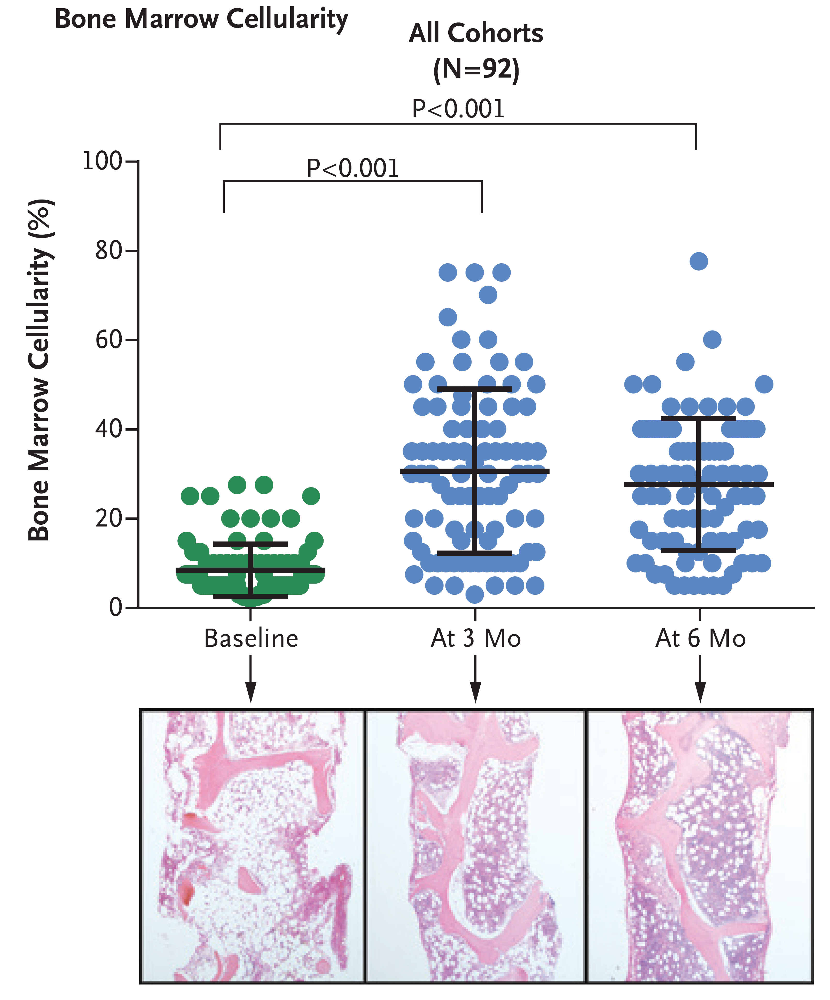 Bone Marrow Cellularity
All Cohorts
(N=92)
P<0.001
P<0.001
Bone Marrow Cellularity (%)
100
80
60
40
20
0
Baseline
At 3 Mo
At 6 Mo